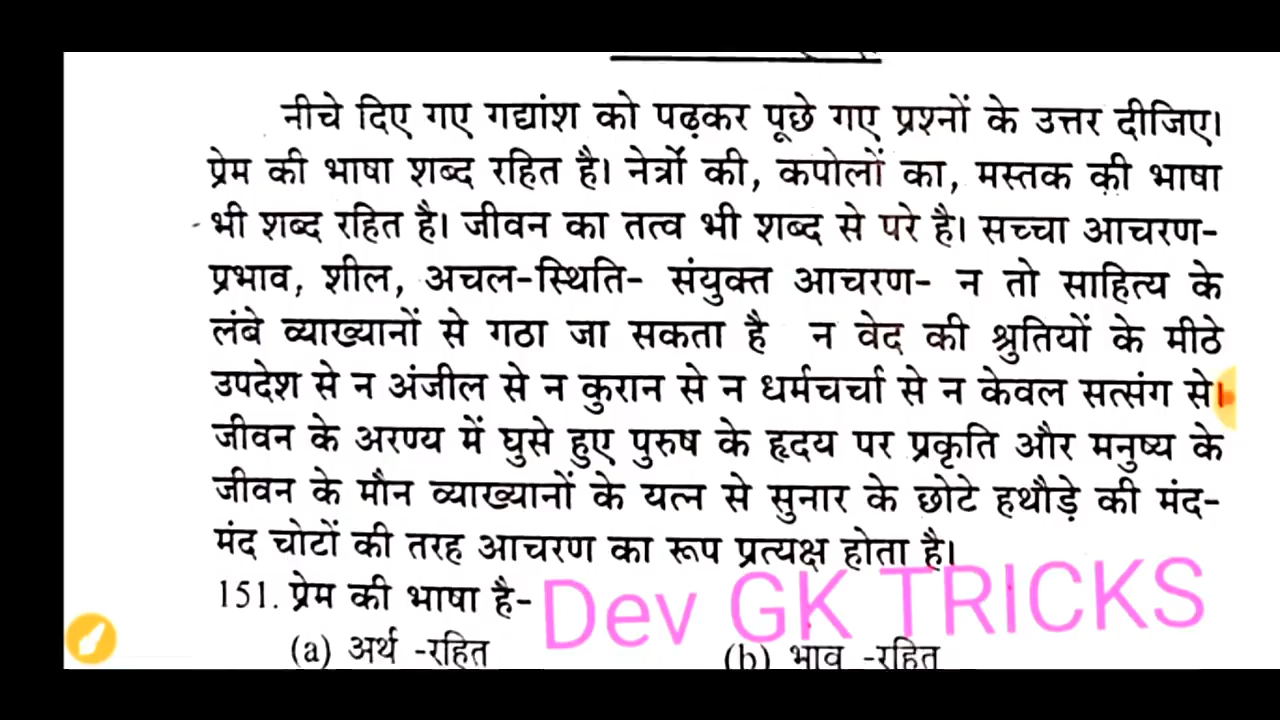 नीचे दिए गए गद्यांश को पढ़कर पूछे गए प्रश्नों के उत्तर दीजिए।
प्रेम की भाषा शब्द रहित है। नेत्रों की, कपोलों का, मस्तक की भाषा
भी शब्द रहित है। जीवन का तत्व भी शब्द से परे है। सच्चा आचरण-
प्रभाव, शील, अचल-स्थिति- संयुक्त आचरण- न तो साहित्य के
लंबे व्याख्यानों से गठा जा सकता है न वेद की श्रुतियों के मीठे
उपदेश से न अंजील से न कुरान से न धर्मचर्चा से न केवल सत्संग से।
जीवन के अरण्य में घुसे हुए पुरुष के हृदय पर प्रकृति और मनुष्य के
जीवन के मौन व्याख्यानों के यत्न से सुनार के छोटे हथौड़े की मंद-
मंद चोटों की तरह आचरण का रूप प्रत्यक्ष होता है।
151. प्रेम की भाषा है-
Dev GK TRICKS
(a) अर्थ -रहित (b) भाव -रहित